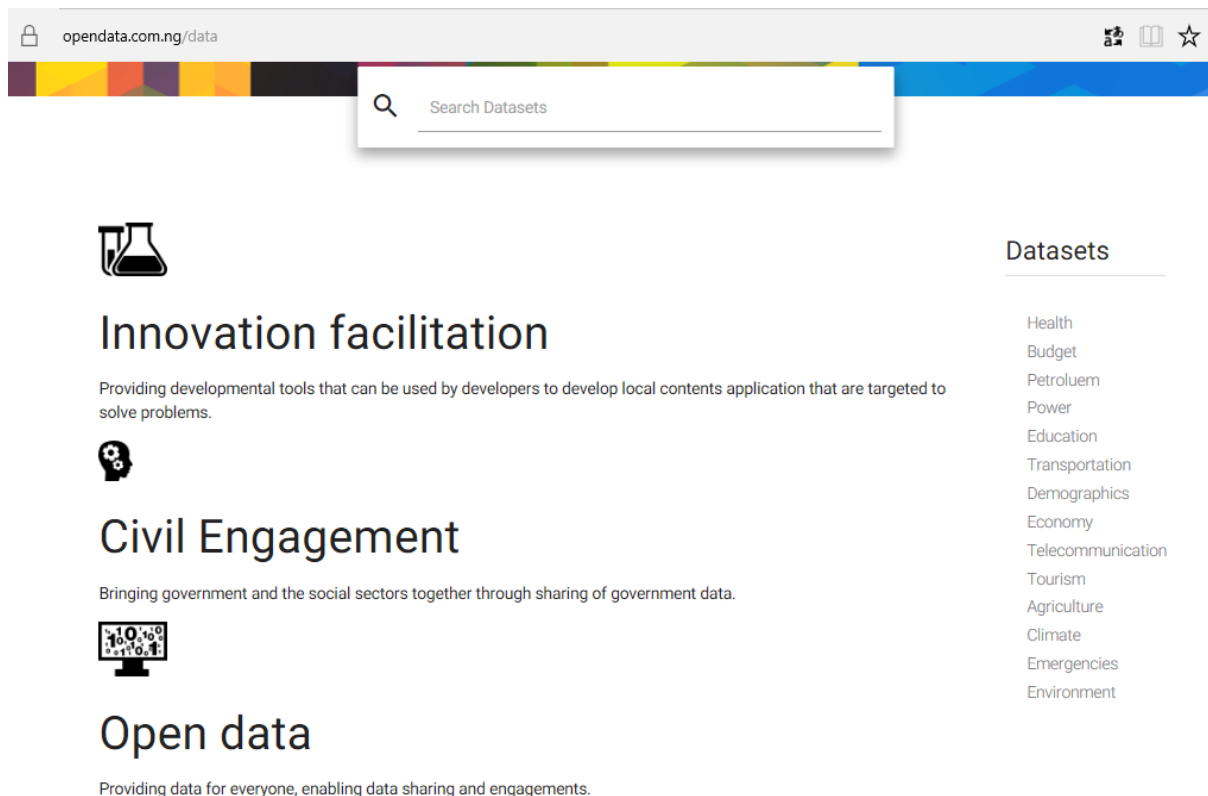 opendata.com.ng/data
Search Datasets
Innovation facilitation
Providing developmental tools that can be used by developers to develop local contents application that are targeted to
solve problems.
Civil Engagement
Bringing government and the social sectors together through sharing of government data.
Open data
Providing data for everyone, enabling data sharing and engagements.
Datasets
Health
Budget
Petroluem
Power
Education
Transportation
Demographics
Economy
Telecommunication
Tourism
Agriculture
Climate
Emergencies
Environment